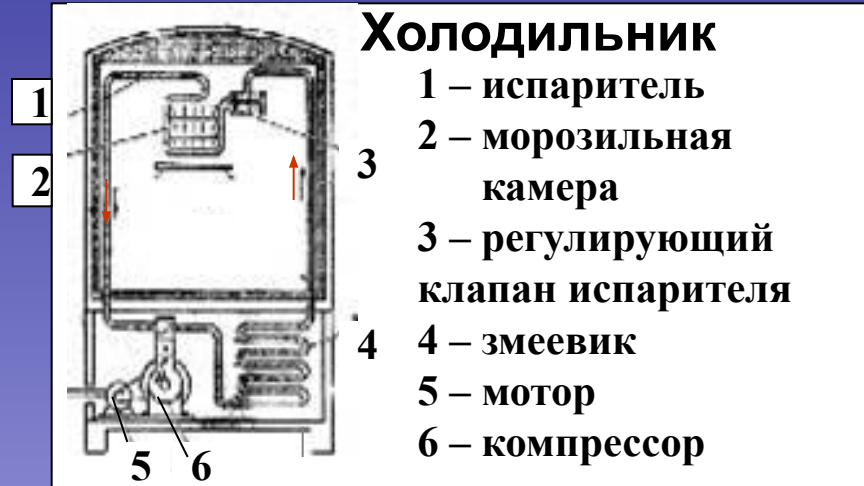 Холодильник
1 – испаритель
2 – морозильная
камера
3 – регулирующий
клапан испарителя
4 – змеевик
5 – мотор
6 – компрессор
1
2
3
4
5 6